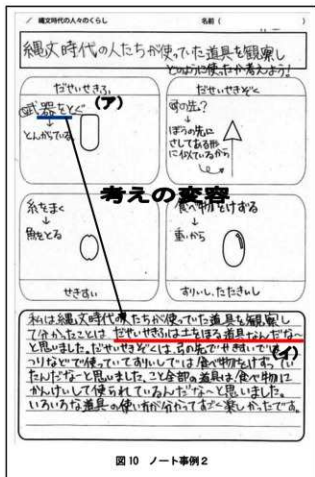 1 縄文時代の人々のくらし 名前（
縄文時代の人たちが使っていた道具を観察し
どのように使ったか考えよう!
だせいせきふ
武器をとぐ
（ア）
↓
とんがっている
だせいせきぞく
の先?
↓
ぼうの先に
さしてある形
に似ているから
考えの変容
糸をまく
↓
魚をとる
せきすい
食べ物をけずる
↓
重いから
すりいし、たたきいし
私は縄文時代の人たちが使っていた道具を観察し
て分かったことは、だせいせきふは土をほる道具なんだな～
と思いました。だせいせきぞくは、弓の先でせきすいでは
つりなどで使っていてすりいしでは食べ物をけずってい
（イ）
たんだな～と思いました。こと全部の道具は食べ物に
かんけいして使られているんだな～と思いました。
いろいろな道具の使い方が分かってすごく楽しかったです。
図10 ノート事例2